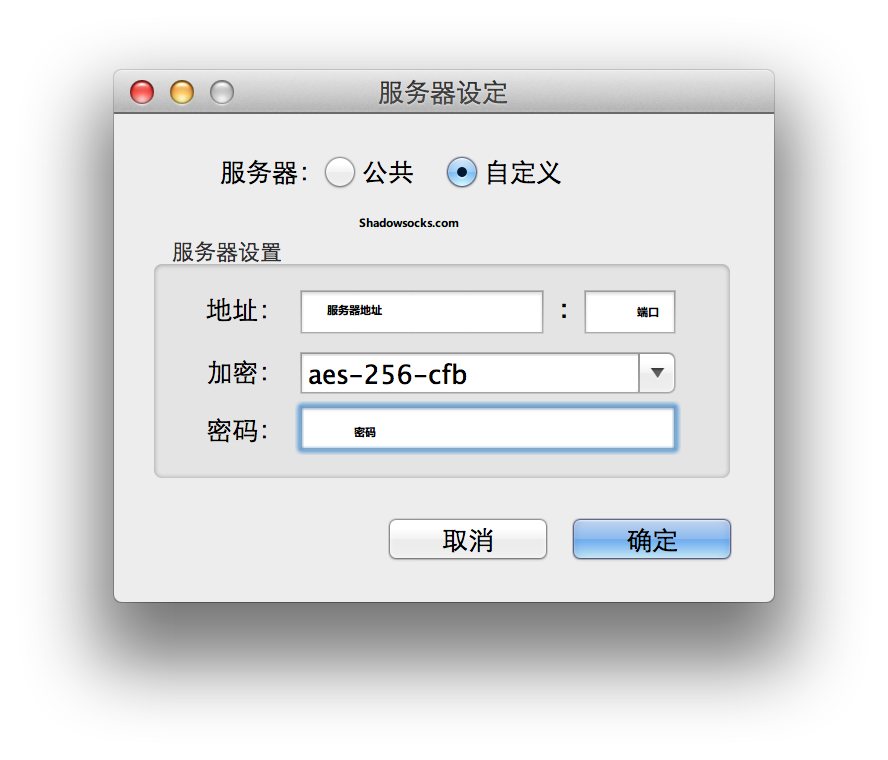 服务器设定
服务器： 公共 自定义
Shadowsocks.com
服务器设置
地址： 服务器地址 : 端口
加密： aes-256-cfb
密码： 密码
取消 确定